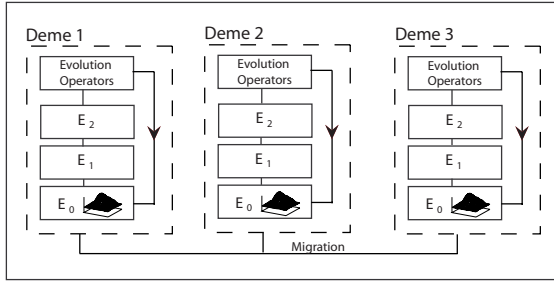 Deme 1
Evolution
Operators
E 2
E 1
E 0
Deme 2
Evolution
Operators
E 2
E 1
E 0
Deme 3
Evolution
Operators
E 2
E 1
E 0
Migration